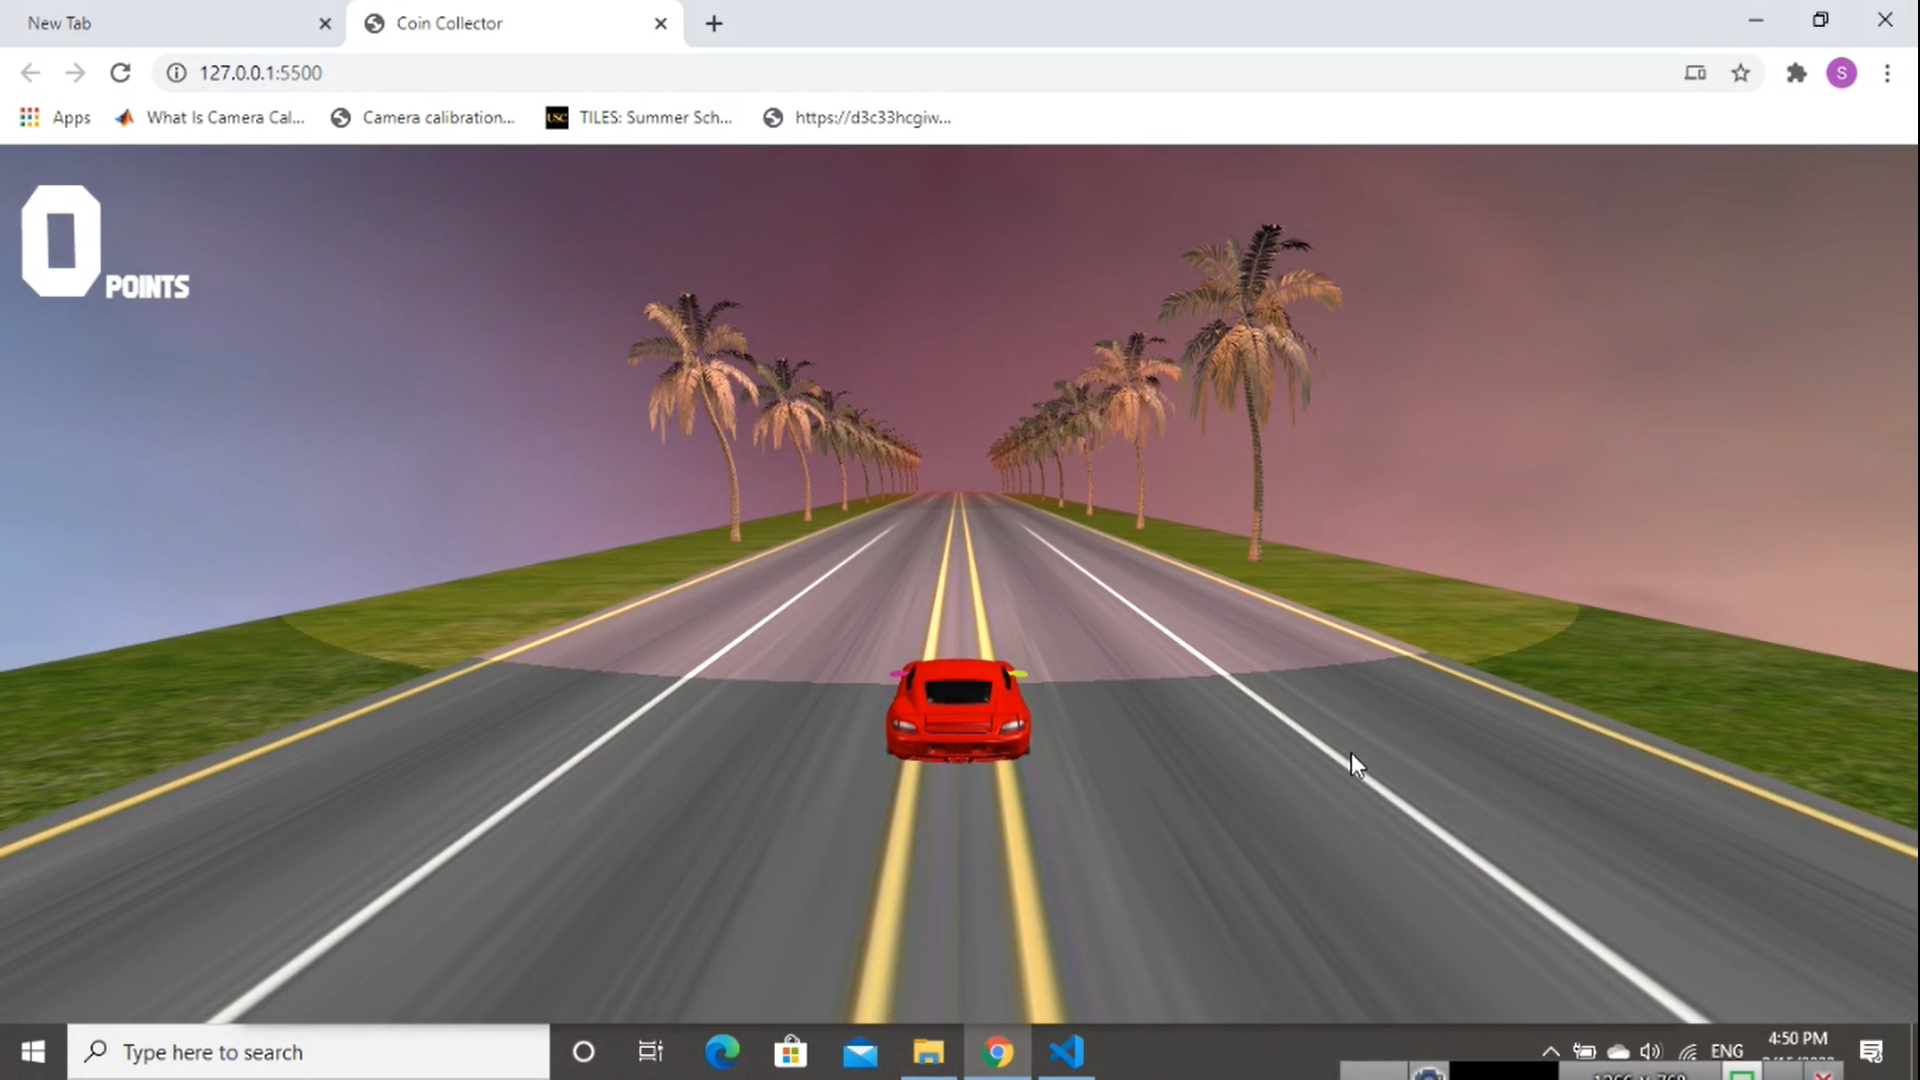 New Tab
Coin Collector
127.0.0.1:5500
S
Apps
What Is Camera Cal...
Camera calibration...
USC
TILES: Summer Sch...
https://d3c33hcgiw...
0 POINTS
Type here to search
ENG
4:50 PM